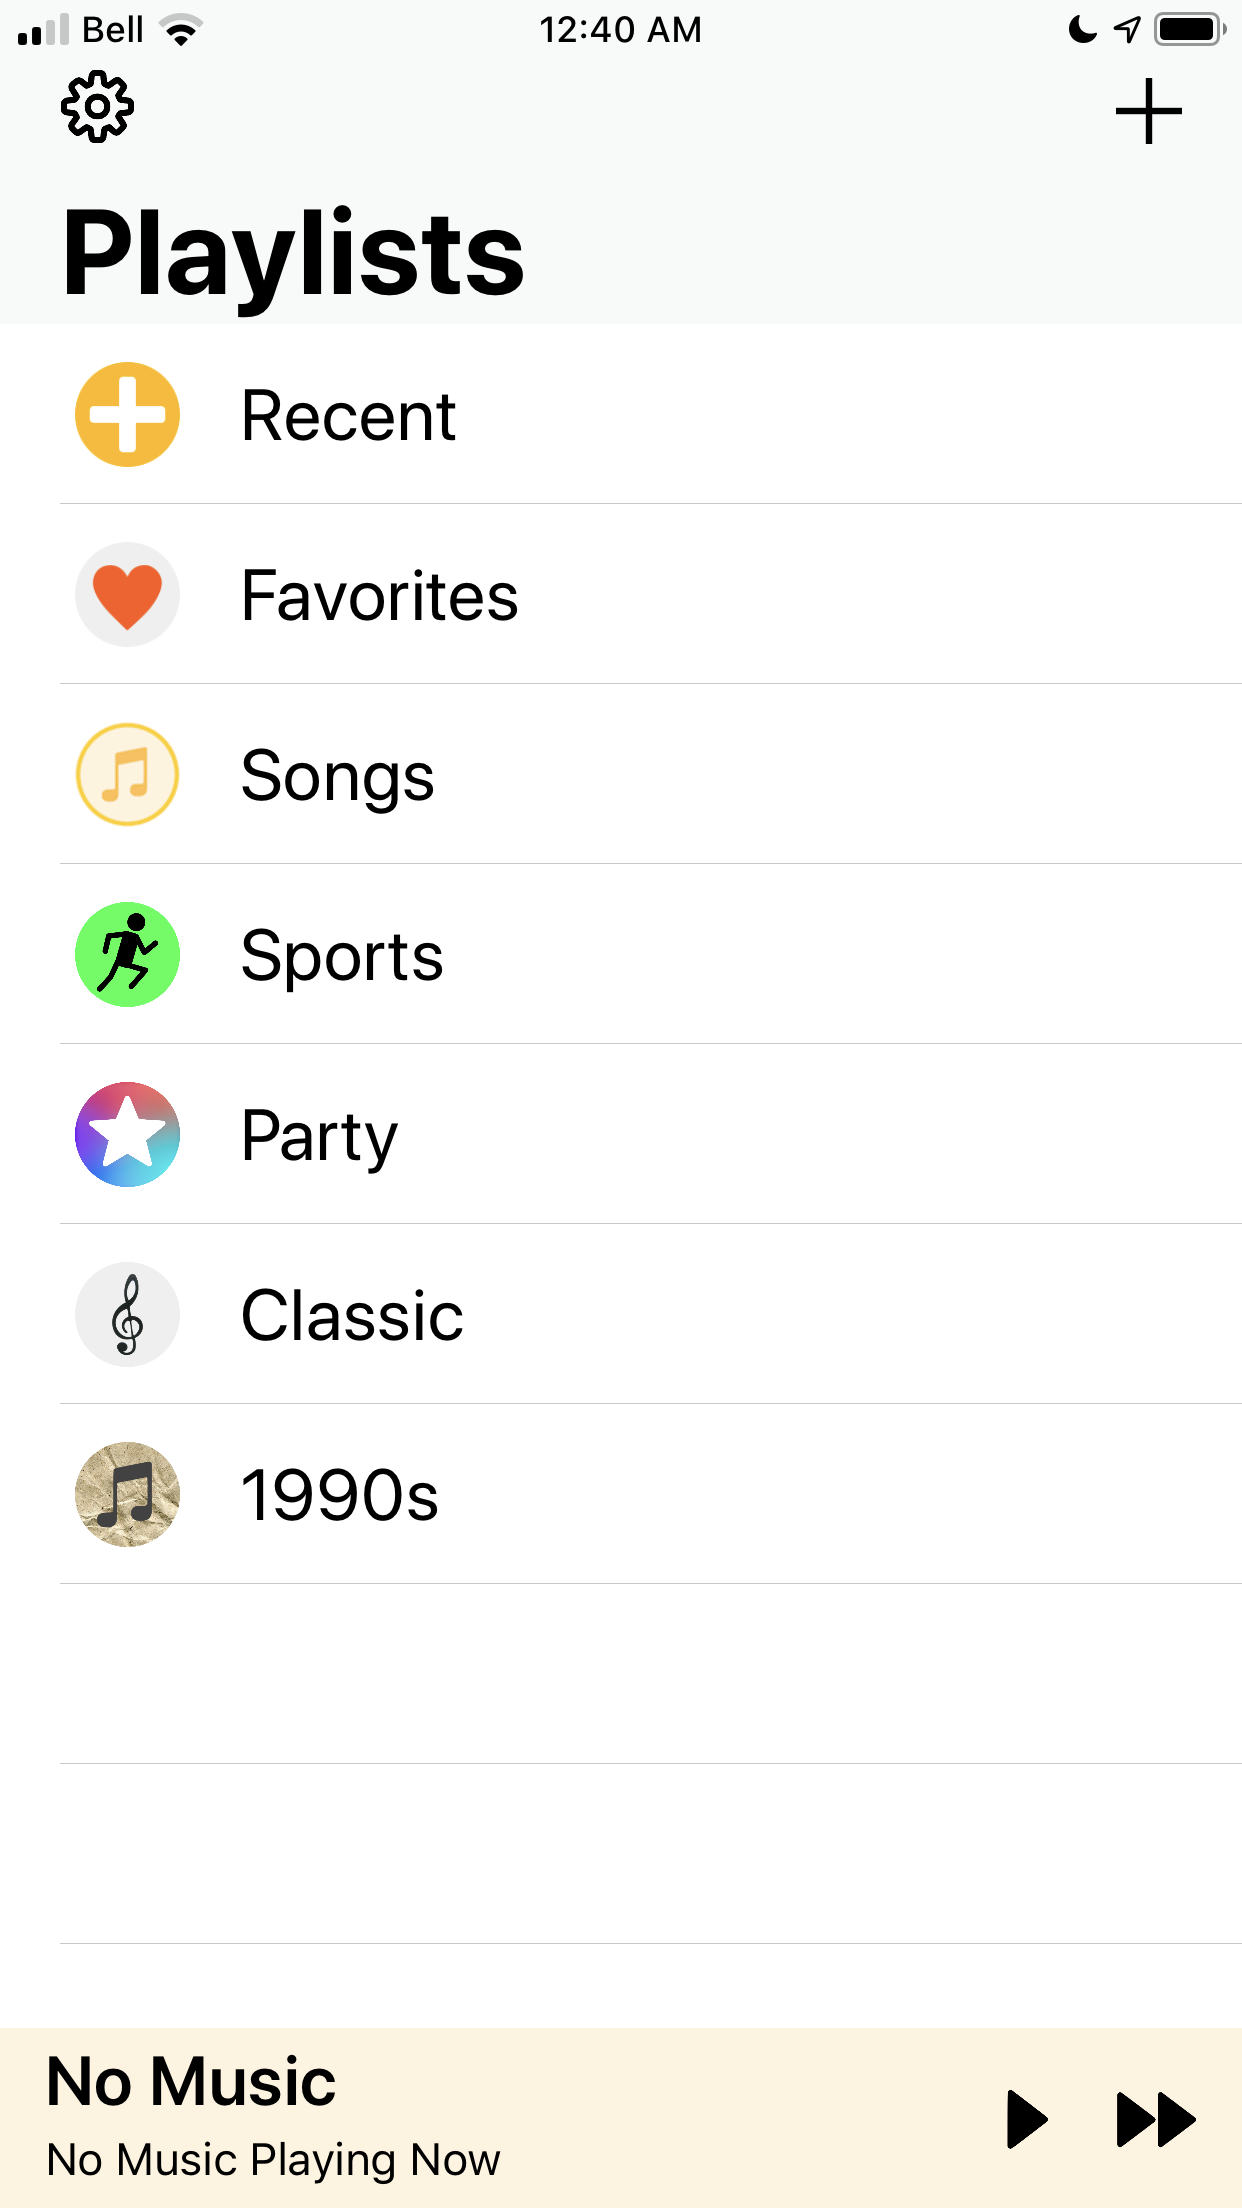 Bell 12:40 AM
Playlists
Recent
Favorites
Songs
Sports
Party
Classic
1990s
No Music
No Music Playing Now